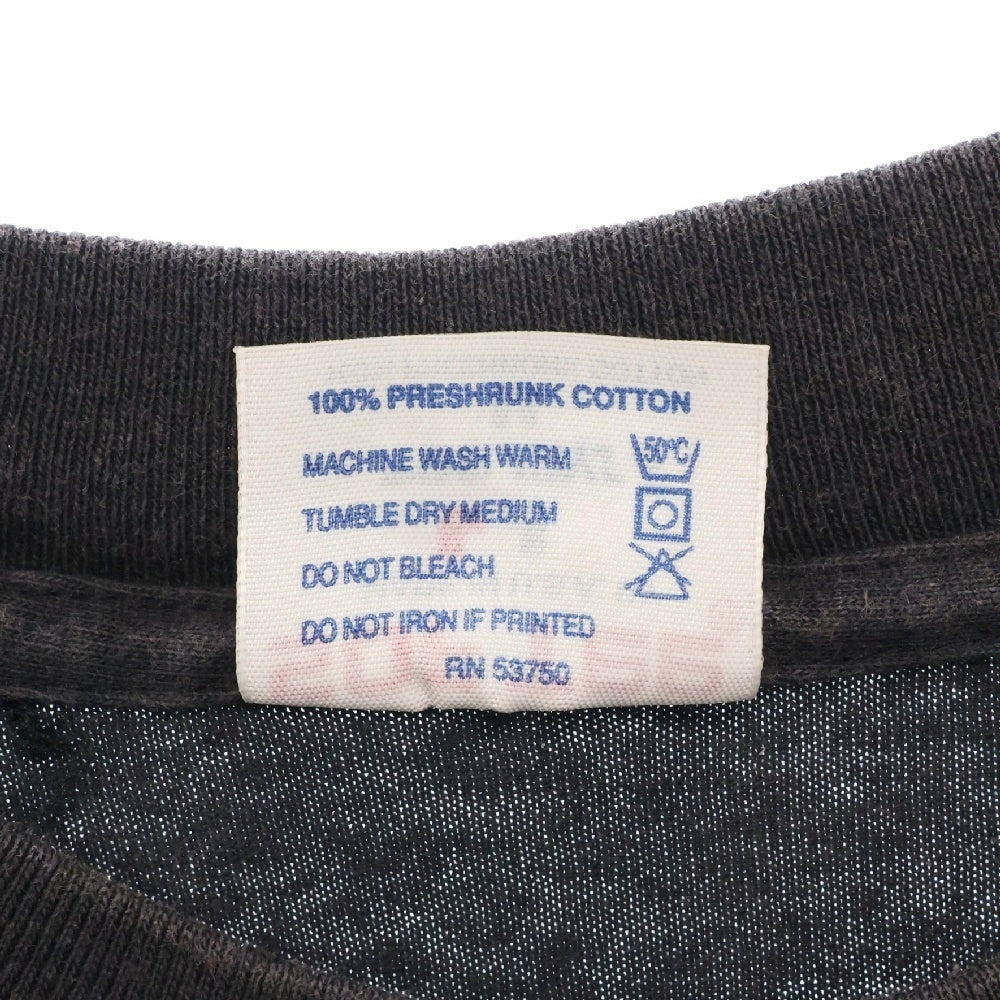 100% PRESHRUNK COTTON
MACHINE WASH WARM
50°C
TUMBLE DRY MEDIUM
DO NOT BLEACH
DO NOT IRON IF PRINTED
RN 53750